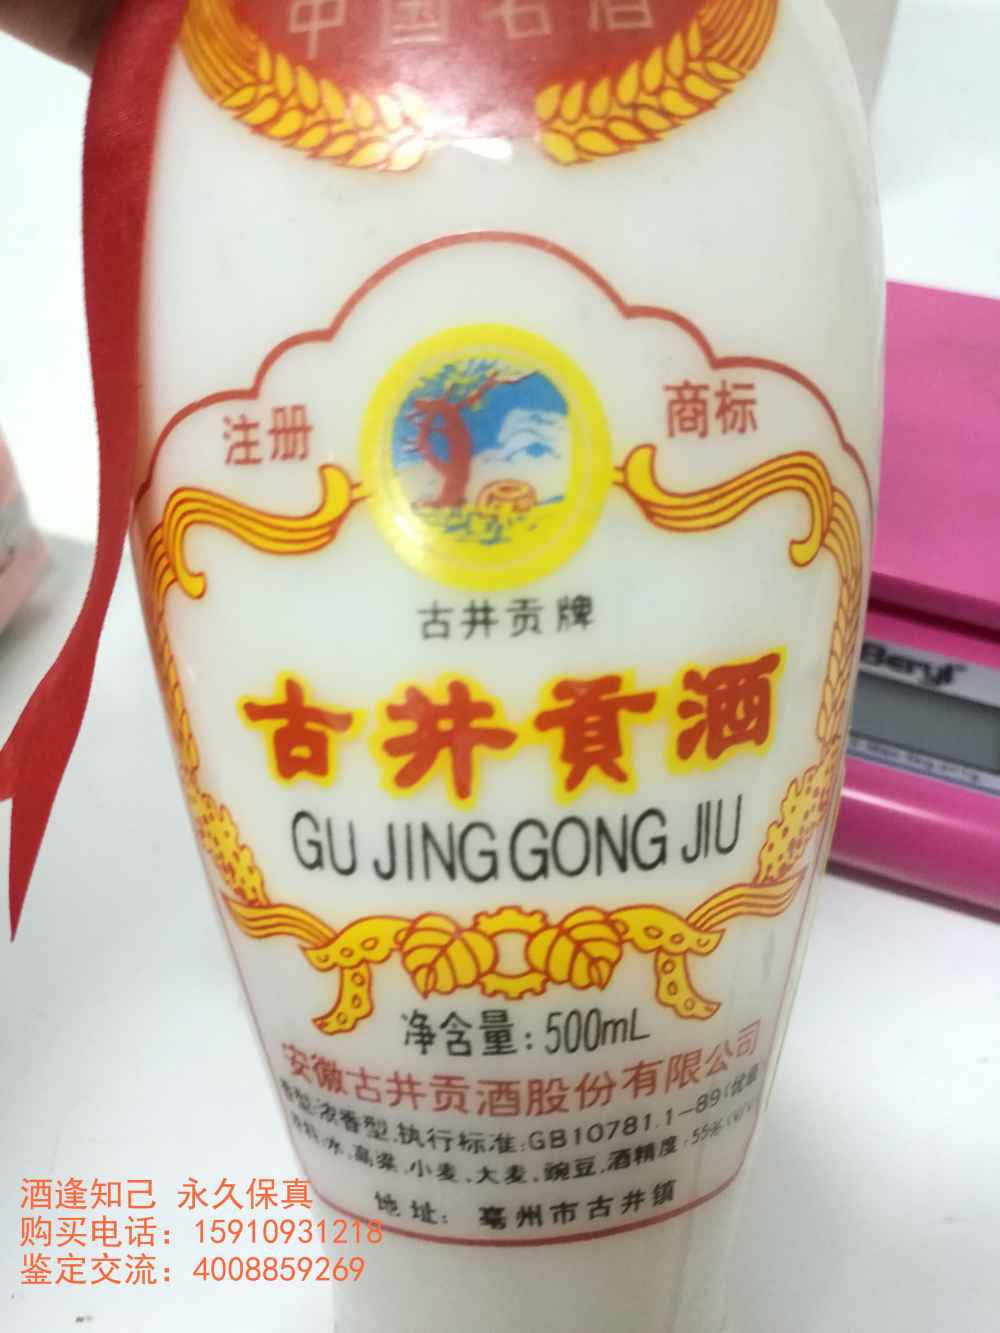 中国名酒
注册 商标
古井贡牌
古井贡酒
GU JING GONG JIU
净含量：500mL
安徽古井贡酒股份有限公司
香型：浓香型．执行标准：GB10781.1-89(优级
原料：水、高粱、小麦、大麦、豌豆．酒精度：55%(V/V)
地址：亳州市古井镇
Beryl
酒逢知己 永久保真
购买电话：15910931218
鉴定交流：4008859269